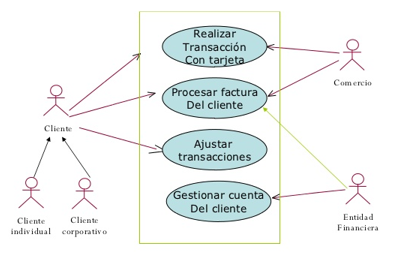 Realizar
Transacción
Con tarjeta
Comercio
Procesar factura
Del cliente
Cliente
Ajustar
transacciones
Gestionar cuenta
Del cliente
Cliente
individual
Cliente
corporativo
Entidad
Financiera